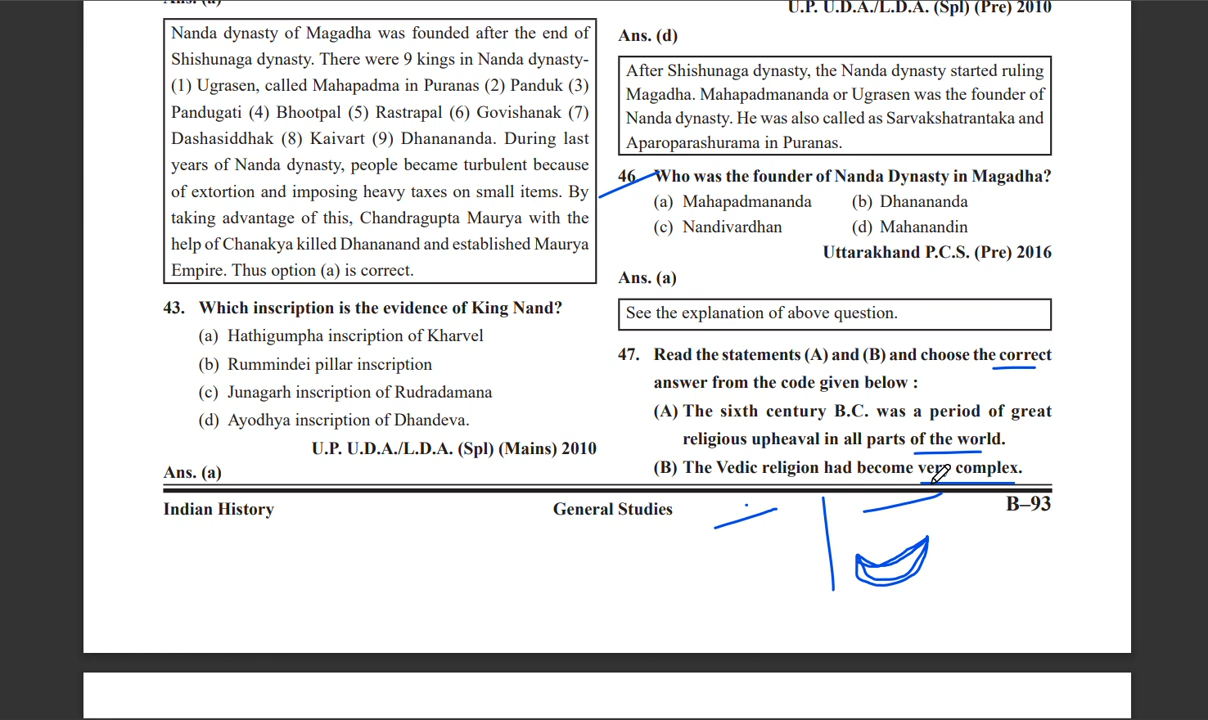 Nanda dynasty of Magadha was founded after the end of
Shishunaga dynasty. There were 9 kings in Nanda dynasty-
(1) Ugrasen, called Mahapadma in Puranas (2) Panduk (3)
Pandugati (4) Bhootpal (5) Rastrapal (6) Govishanak (7)
Dashasiddhak (8) Kaivart (9) Dhanananda. During last
years of Nanda dynasty, people became turbulent because
of extortion and imposing heavy taxes on small items. By
taking advantage of this, Chandragupta Maurya with the
help of Chanakya killed Dhananand and established Maurya
Empire. Thus option (a) is correct.
43. Which inscription is the evidence of King Nand?
(a) Hathigumpha inscription of Kharvel
(b) Rummindei pillar inscription
(c) Junagarh inscription of Rudradamana
(d) Ayodhya inscription of Dhandeva.
U.P. U.D.A./L.D.A. (Spl) (Mains) 2010
Ans. (a)
U.P. U.D.A./L.D.A. (Spl) (Pre) 2010
Ans. (d)
After Shishunaga dynasty, the Nanda dynasty started ruling
Magadha. Mahapadmananda or Ugrasen was the founder of
Nanda dynasty. He was also called as Sarvakshatrantaka and
Aparoparashurama in Puranas.
46. Who was the founder of Nanda Dynasty in Magadha?
(a) Mahapadmananda (b) Dhanananda
(c) Nandivardhan (d) Mahanandin
Uttarakhand P.C.S. (Pre) 2016
Ans. (a)
See the explanation of above question.
47. Read the statements (A) and (B) and choose the correct
answer from the code given below :
(A) The sixth century B.C. was a period of great
religious upheaval in all parts of the world.
(B) The Vedic religion had become very complex.
Indian History General Studies B–93